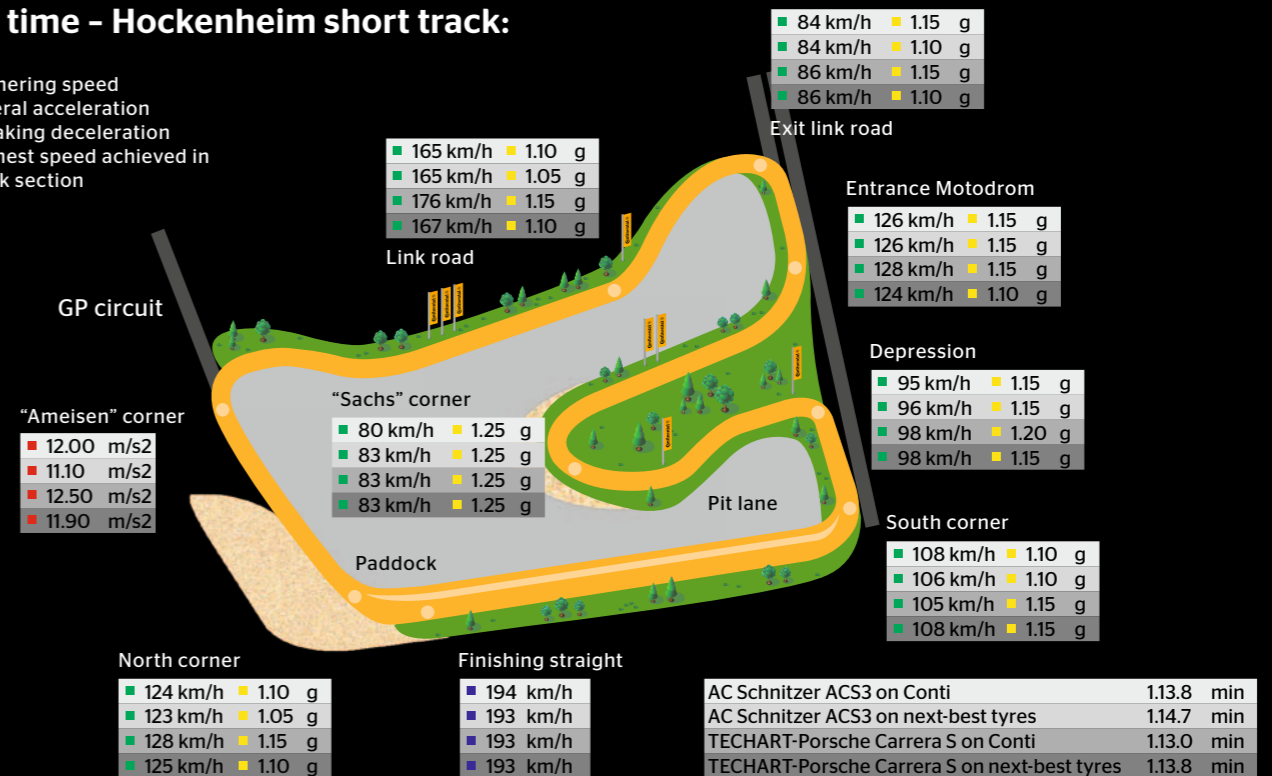 time – Hockenheim short track:
nering speed
eral acceleration
aking deceleration
nest speed achieved in
k section
84 km/h 1.15 g
84 km/h 1.10 g
86 km/h 1.15 g
86 km/h 1.10 g
Exit link road
165 km/h 1.10 g
165 km/h 1.05 g
176 km/h 1.15 g
167 km/h 1.10 g
Link road
Entrance Motodrom
126 km/h 1.15 g
126 km/h 1.15 g
128 km/h 1.15 g
124 km/h 1.10 g
GP circuit
Depression
95 km/h 1.15 g
96 km/h 1.15 g
98 km/h 1.20 g
98 km/h 1.15 g
"Ameisen" corner
12.00 m/s2
11.10 m/s2
12.50 m/s2
11.90 m/s2
"Sachs" corner
80 km/h 1.25 g
83 km/h 1.25 g
83 km/h 1.25 g
83 km/h 1.25 g
Pit lane
Paddock
South corner
108 km/h 1.10 g
106 km/h 1.10 g
105 km/h 1.15 g
108 km/h 1.15 g
North corner
124 km/h 1.10 g
123 km/h 1.05 g
128 km/h 1.15 g
125 km/h 1.10 g
Finishing straight
194 km/h
193 km/h
193 km/h
193 km/h
AC Schnitzer ACS3 on Conti 1.13.8 min
AC Schnitzer ACS3 on next-best tyres 1.14.7 min
TECHART-Porsche Carrera S on Conti 1.13.0 min
TECHART-Porsche Carrera S on next-best tyres 1.13.8 min